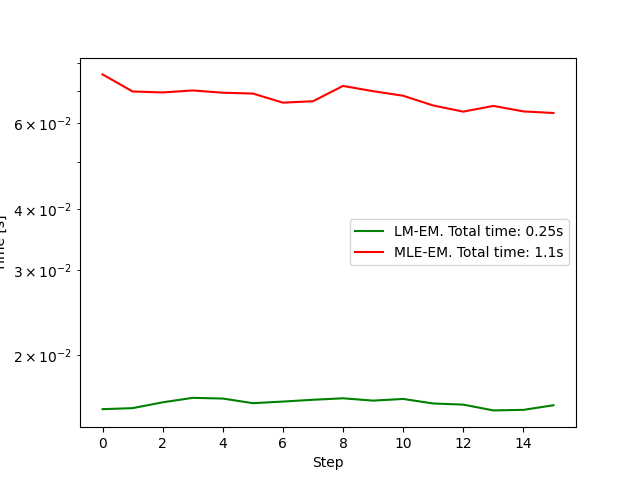 6 × 10⁻²
4 × 10⁻²
3 × 10⁻²
2 × 10⁻²
Time [s]
LM-EM. Total time: 0.25s
MLE-EM. Total time: 1.1s
0 2 4 6 8 10 12 14
Step